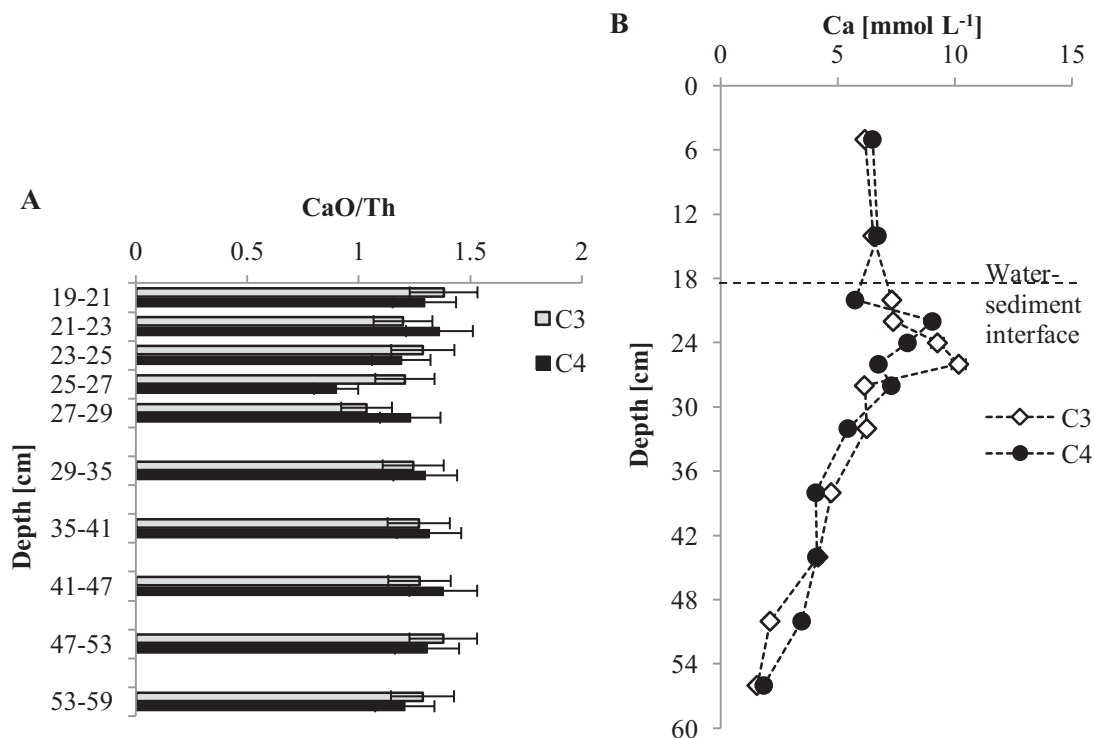 A
CaO/Th
0 0.5 1 1.5 2
19-21
21-23
23-25
25-27
27-29
29-35
35-41
41-47
47-53
53-59
Depth [cm]
C3
C4
B
Ca [mmol L-1]
0 5 10 15
0
6
12
18
24
30
36
42
48
54
60
Depth [cm]
Water-
sediment
interface
C3
C4